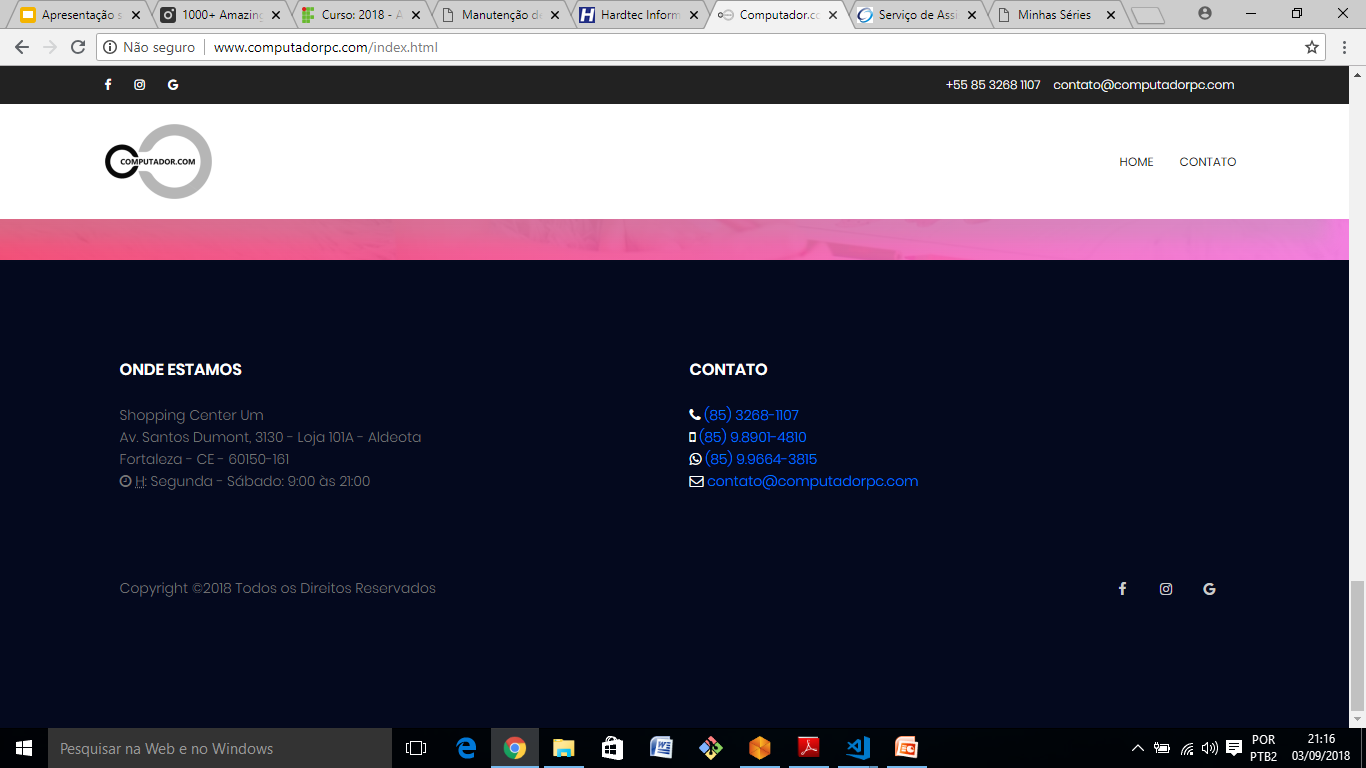 Apresentação s
1000+ Amazing
Curso: 2018 - A
Manutenção de
Hardtec Inform
Computador.co
Serviço de Assi
Minhas Séries
Não seguro
www.computadorpc.com/index.html
+55 85 3268 1107 contato@computadorpc.com
COMPUTADOR.COM
HOME CONTATO
ONDE ESTAMOS
Shopping Center Um
Av. Santos Dumont, 3130 - Loja 101A - Aldeota
Fortaleza - CE - 60150-161
H: Segunda - Sábado: 9:00 às 21:00
CONTATO
(85) 3268-1107
(85) 9.8901-4810
(85) 9.9664-3815
contato@computadorpc.com
Copyright ©2018 Todos os Direitos Reservados
Pesquisar na Web e no Windows
POR
PTB2
21:16
03/09/2018